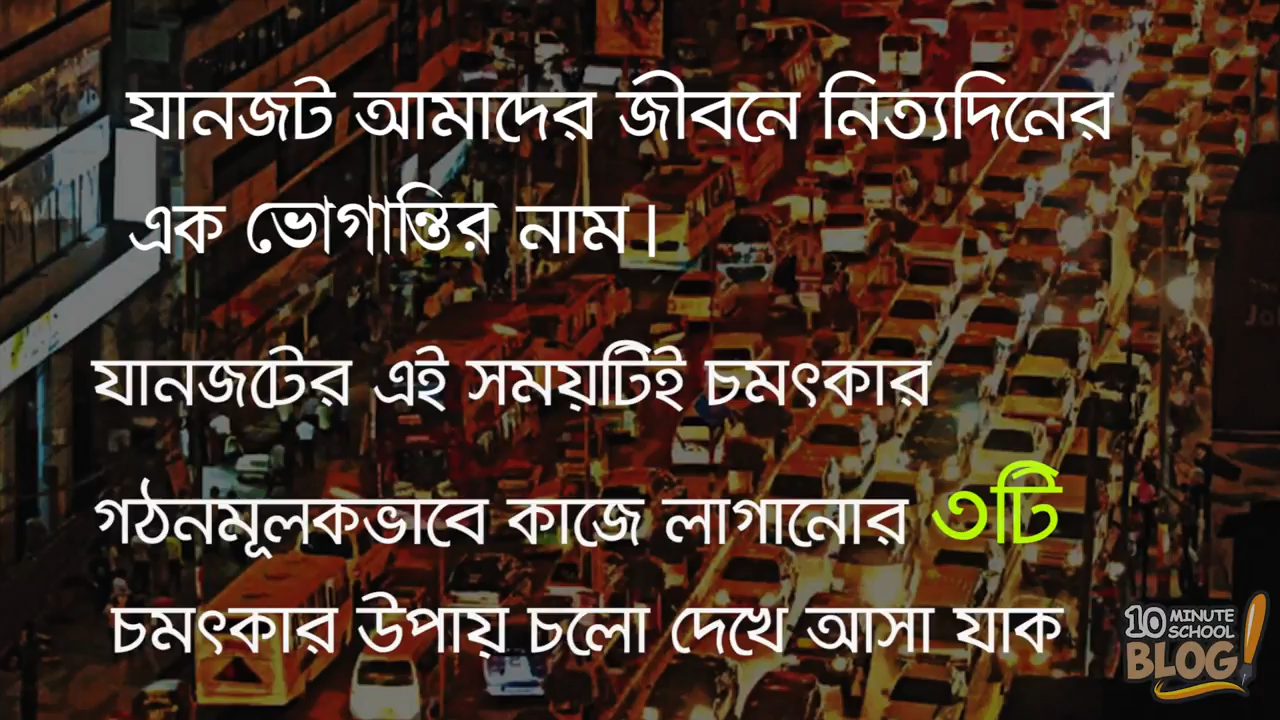 যানজট আমাদের জীবনে নিত্যদিনের
এক ভোগান্তির নাম।
যানজটের এই সময়টিই চমৎকার
গঠনমূলকভাবে কাজে লাগানোর ৩টি
চমৎকার উপায় চলো দেখে আসা যাক
10 MINUTE
SCHOOL
BLOG!